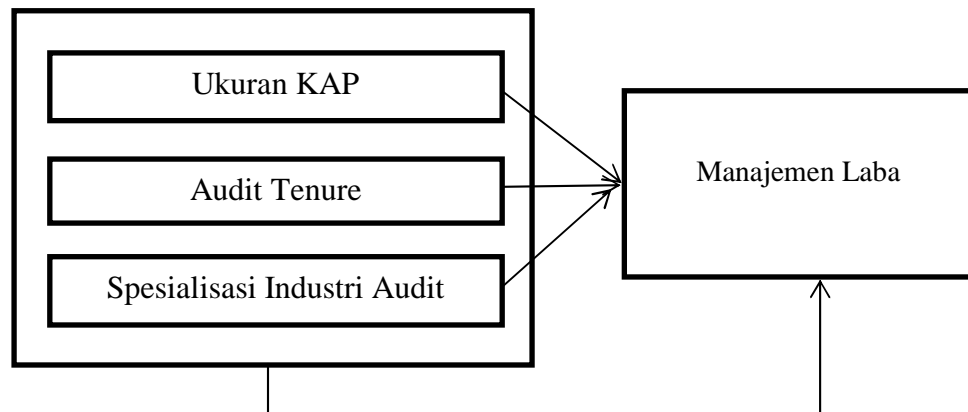 Ukuran KAP
Audit Tenure
Manajemen Laba
Spesialisasi Industri Audit